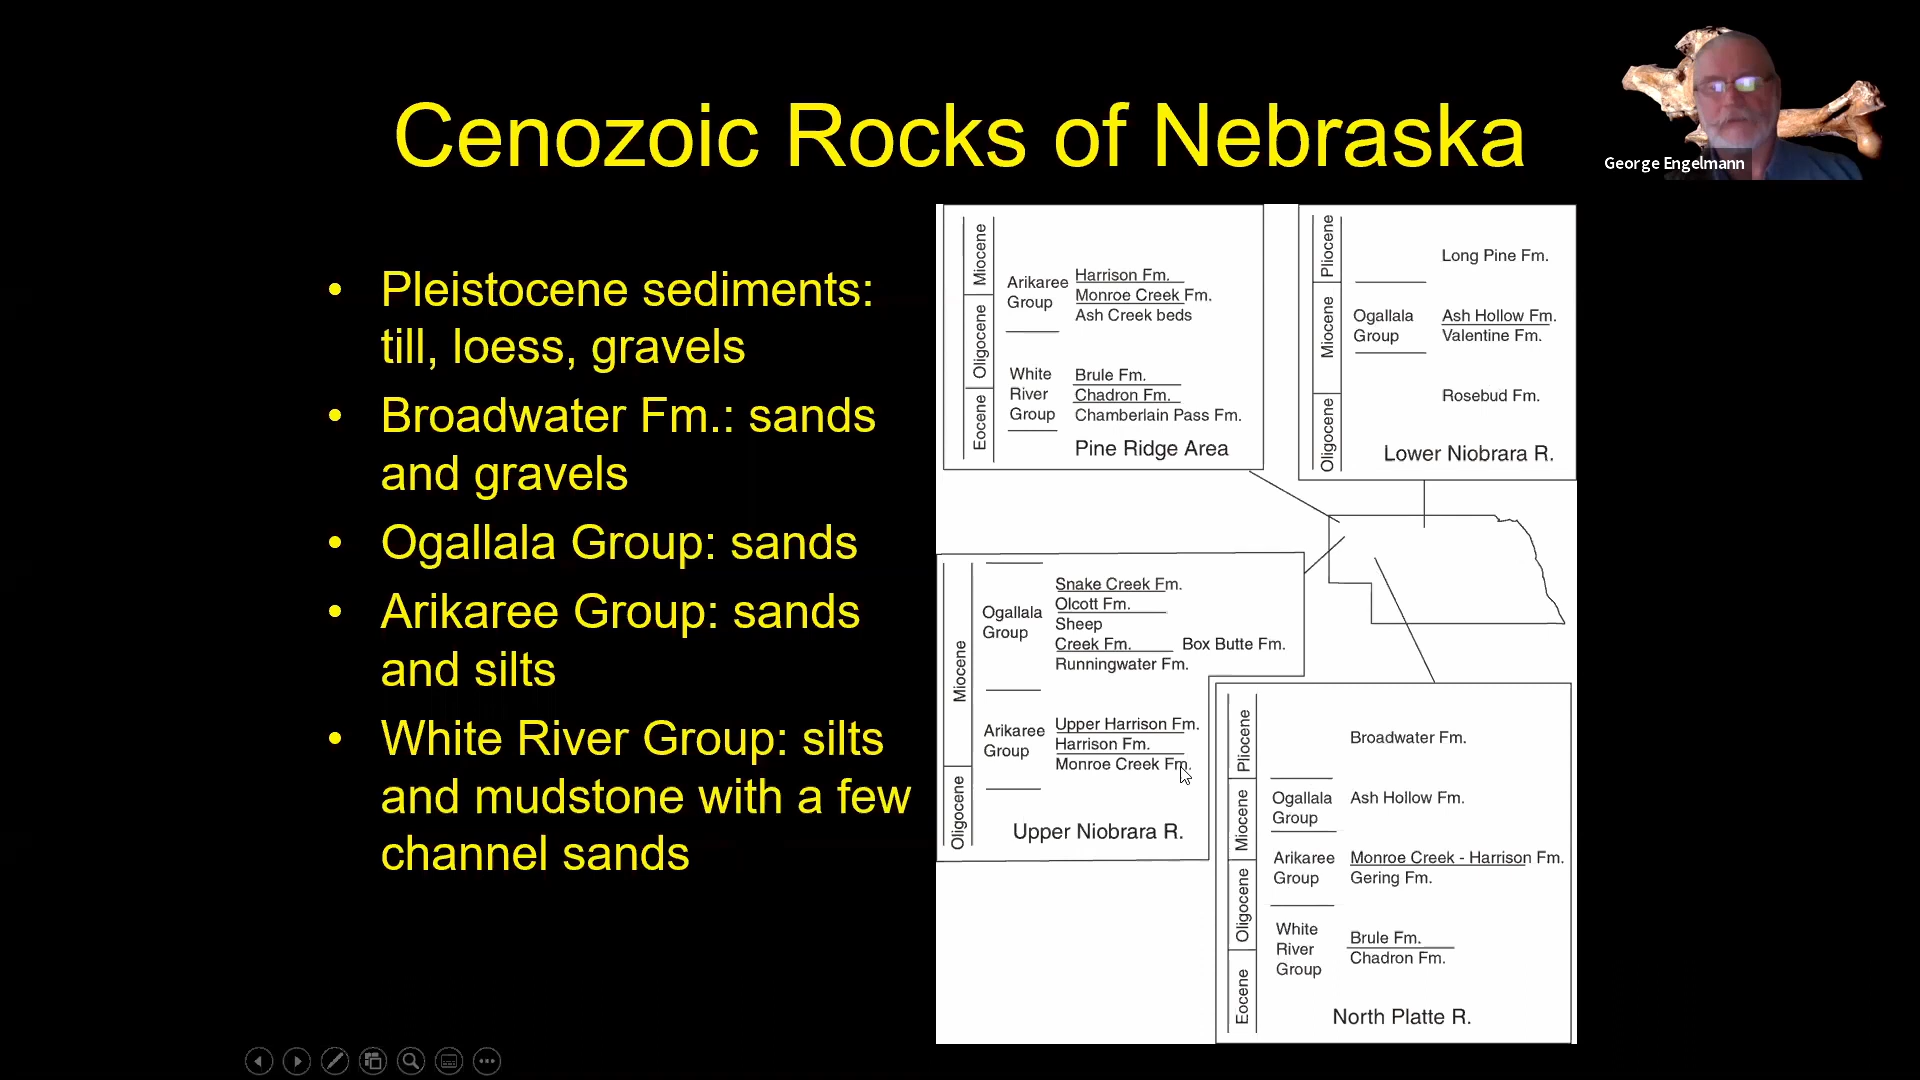 Cenozoic Rocks of Nebraska
George Engelmann
• Pleistocene sediments:
till, loess, gravels
• Broadwater Fm.: sands
and gravels
• Ogallala Group: sands
• Arikaree Group: sands
and silts
• White River Group: silts
and mudstone with a few
channel sands
Miocene
Oligocene
Eocene
Arikaree
Group
Harrison Fm.
Monroe Creek Fm.
Ash Creek beds
White
River
Group
Brule Fm.
Chadron Fm.
Chamberlain Pass Fm.
Pine Ridge Area
Pliocene
Miocene
Oligocene
Long Pine Fm.
Ogallala
Group
Ash Hollow Fm.
Valentine Fm.
Rosebud Fm.
Lower Niobrara R.
Miocene
Oligocene
Ogallala
Group
Snake Creek Fm.
Olcott Fm.
Sheep
Creek Fm.
Box Butte Fm.
Runningwater Fm.
Arikaree
Group
Upper Harrison Fm.
Harrison Fm.
Monroe Creek Fm.
Upper Niobrara R.
Pliocene
Miocene
Oligocene
Eocene
Broadwater Fm.
Ogallala
Group
Ash Hollow Fm.
Arikaree
Group
Monroe Creek - Harrison Fm.
Gering Fm.
White
River
Group
Brule Fm.
Chadron Fm.
North Platte R.